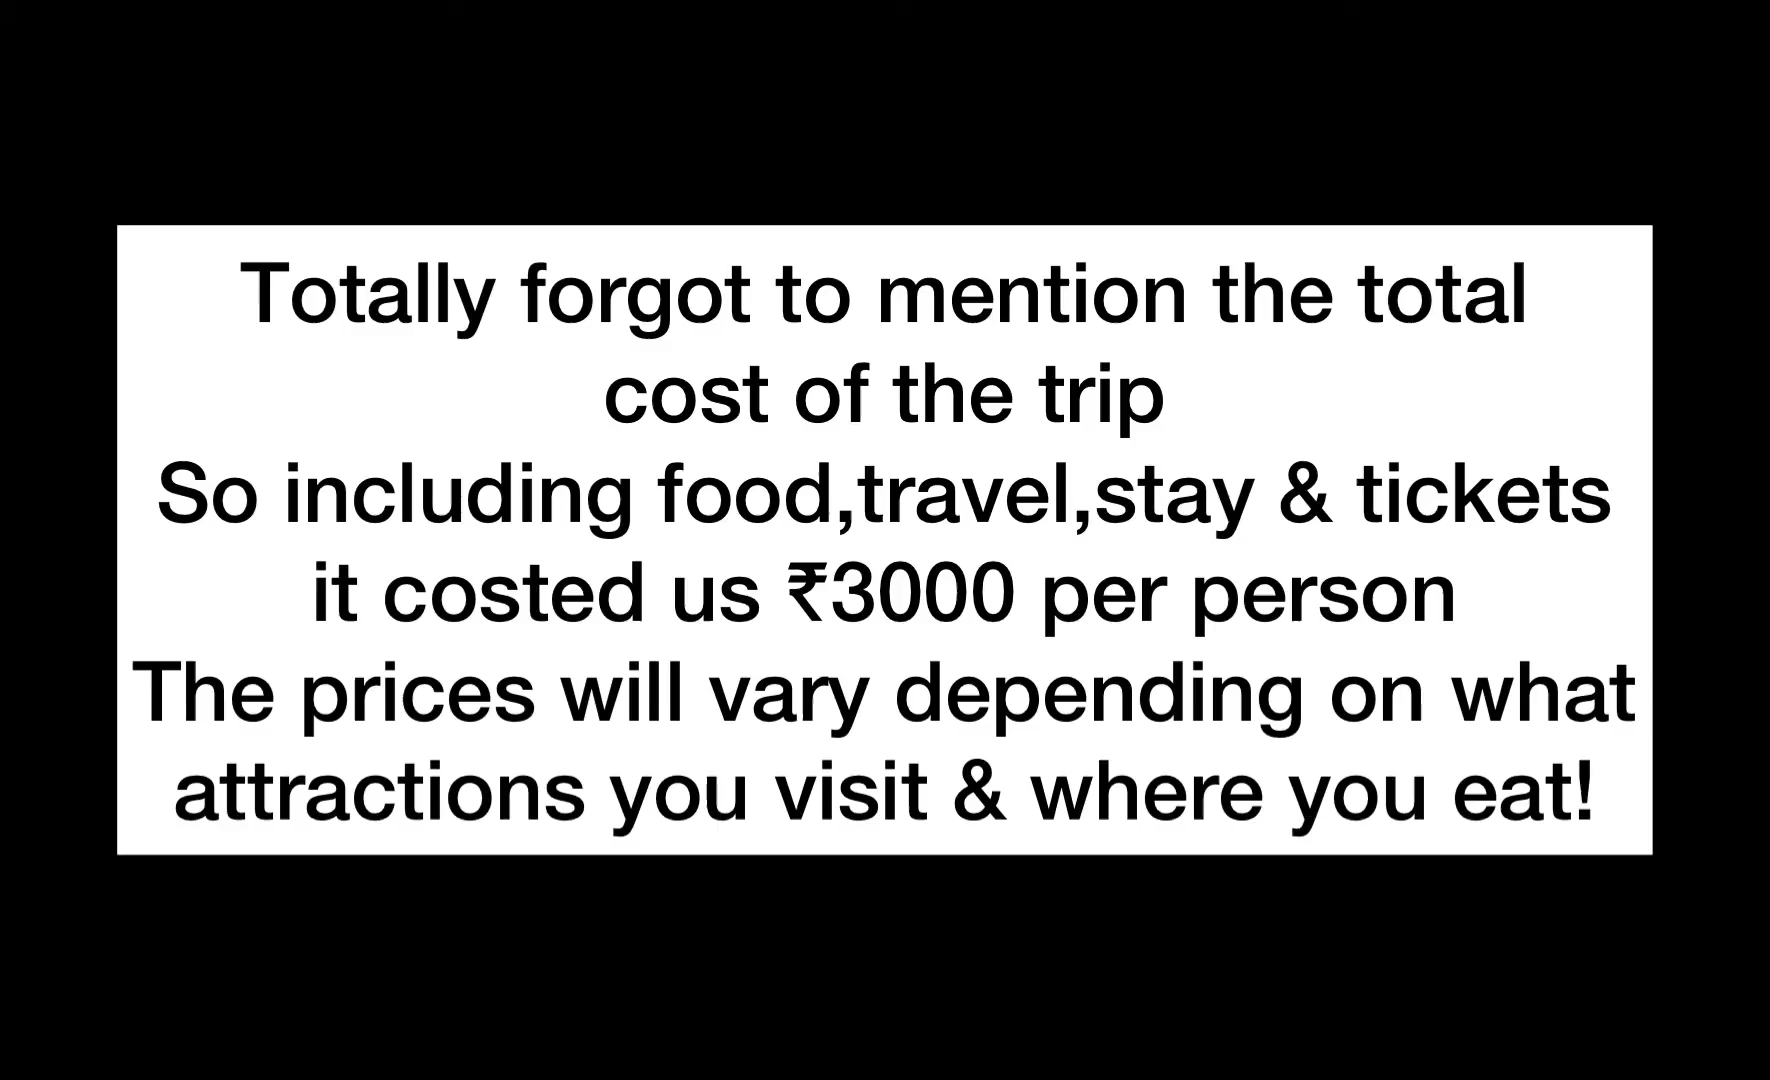 Totally forgot to mention the total
cost of the trip
So including food,travel,stay & tickets
it costed us ₹3000 per person
The prices will vary depending on what
attractions you visit & where you eat!